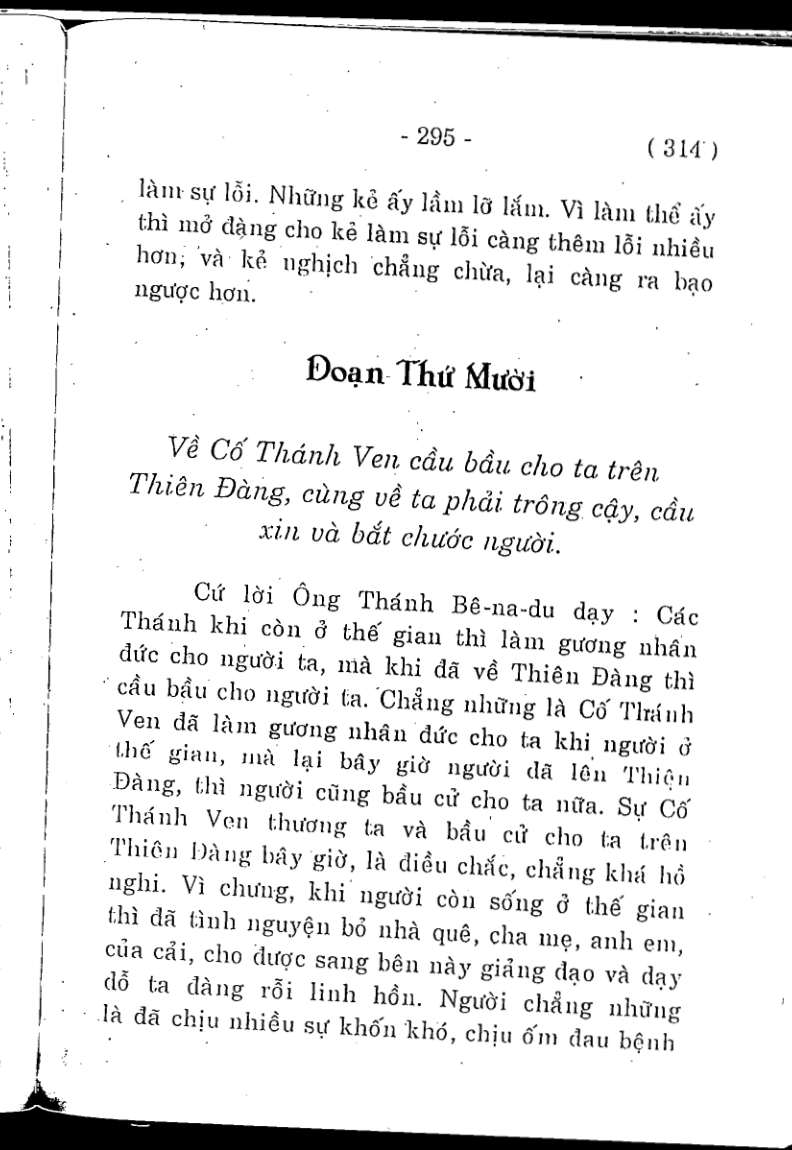 - 295 -
( 314 )
làm sự lỗi. Những kẻ ấy lầm lỡ lắm. Vì làm thể ấy
thì mở đàng cho kẻ làm sự lỗi càng thêm lỗi nhiều
hơn; và kẻ nghịch chẳng chừa, lại càng ra bạo
ngược hơn.
Đoạn Thứ Mười
Về Cố Thánh Ven cầu bầu cho ta trên
Thiên Đàng, cùng về ta phải trông cậy, cầu
xin và bắt chước người.
Cứ lời Ông Thánh Bê-na-du dạy : Các
Thánh khi còn ở thế gian thì làm gương nhân
đức cho người ta, mà khi đã về Thiên Đàng thì
cầu bầu cho người ta. Chẳng những là Cố Thánh
Ven đã làm gương nhân đức cho ta khi người ở
thế gian, mà lại bây giờ người đã lên Thiên
Đàng, thì người cũng bầu cử cho ta nữa. Sự Cố
Thánh Ven thương ta và bầu cử cho ta trên
Thiên Đàng bây giờ, là điều chắc, chẳng khá hồ
nghi. Vì chưng, khi người còn sống ở thế gian
thì đã tình nguyện bỏ nhà quê, cha mẹ, anh em,
của cải, cho được sang bên này giảng đạo và dạy
dỗ ta đàng rỗi linh hồn. Người chẳng những
là đã chịu nhiều sự khốn khó, chịu ốm đau bệnh